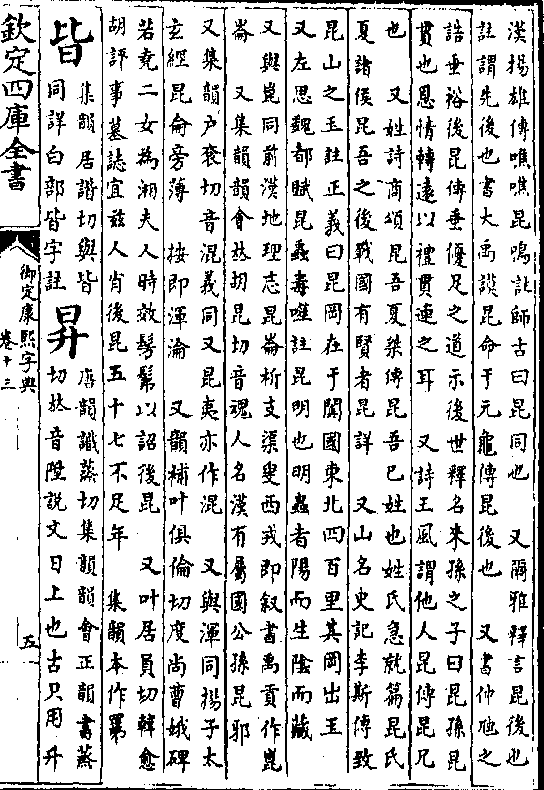 漢揚雄傳噍噍昆鳴註師古曰昆同也　又爾雅釋言昆後也
註謂先後也書大禹謨昆命于元龜傳昆後也　又書仲虺之
誥垂裕後昆傳垂優足之道示後世釋名來孫之子曰昆孫昆
貫也恩情轉遠以禮貫連之耳　又詩王風謂他人昆傳昆兄
也　又姓詩商頌昆吾夏桀傳昆吾己姓也姓氏急就篇昆氏
夏諸侯昆吾之後戰國有賢者昆詳　又山名史記李斯傳致
昆山之玉註正義曰昆岡在于闐國東北四百里其岡出玉
又左思魏都賦昆蟲毒噬註昆明也明蟲者陽而生陰而藏
又與崑同前漢地理志昆崙析支渠叟西戎即叙書禹貢作崑
崙　又集韻韻會𠀤胡昆切音魂人名漢有屬國公孫昆邪
又集韻戸衮切音混義同又昆夷亦作混　又與渾同揚子太
𤣥經昆侖旁薄　按即渾淪　又韻補叶俱倫切度尚曹娥碑
若堯二女為湘夫人時效髣髴以詔後昆　又叶居員切韓愈
胡評事墓誌宜兹人肖後昆五十七不足年　集韻本作𦋺
皆　集韻居諧切與皆
同詳白部皆字註
昇　唐韻識蒸切集韻韻會正韻書蒸
切𠀤音陞說文日上也古只用升
欽定四庫全書
御定康熙字典
卷十三
五